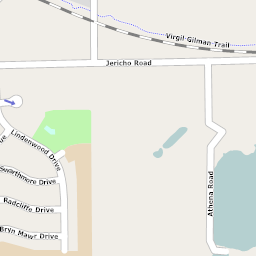 Virgil Gilman Trail
Jericho Road
Lindenwood Drive
Swarthmore Drive
Athena Road
Radcliffe Drive
Bryn Mawr Drive